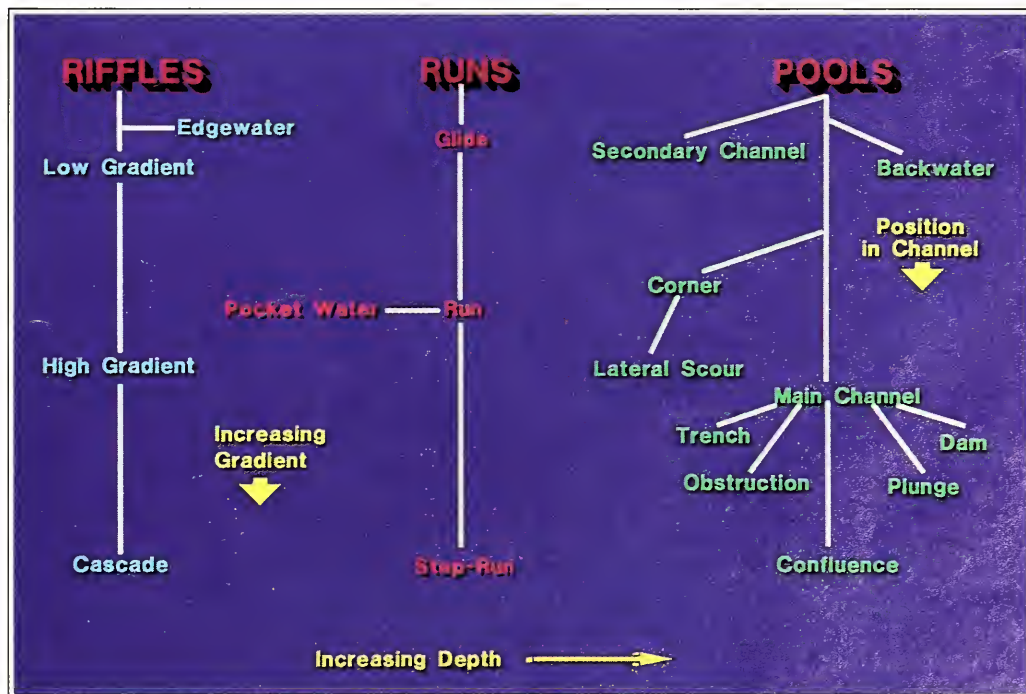 RIFFLES
RUNS
POOLS
Edgewater
Glide
Secondary Channel
Low Gradient
Backwater
Position
in Channel
Corner
Pocket Water
Run
High Gradient
Lateral Scour
Main Channel
Increasing
Gradient
Trench
Dam
Obstruction
Plunge
Cascade
Step-Run
Confluence
Increasing Depth